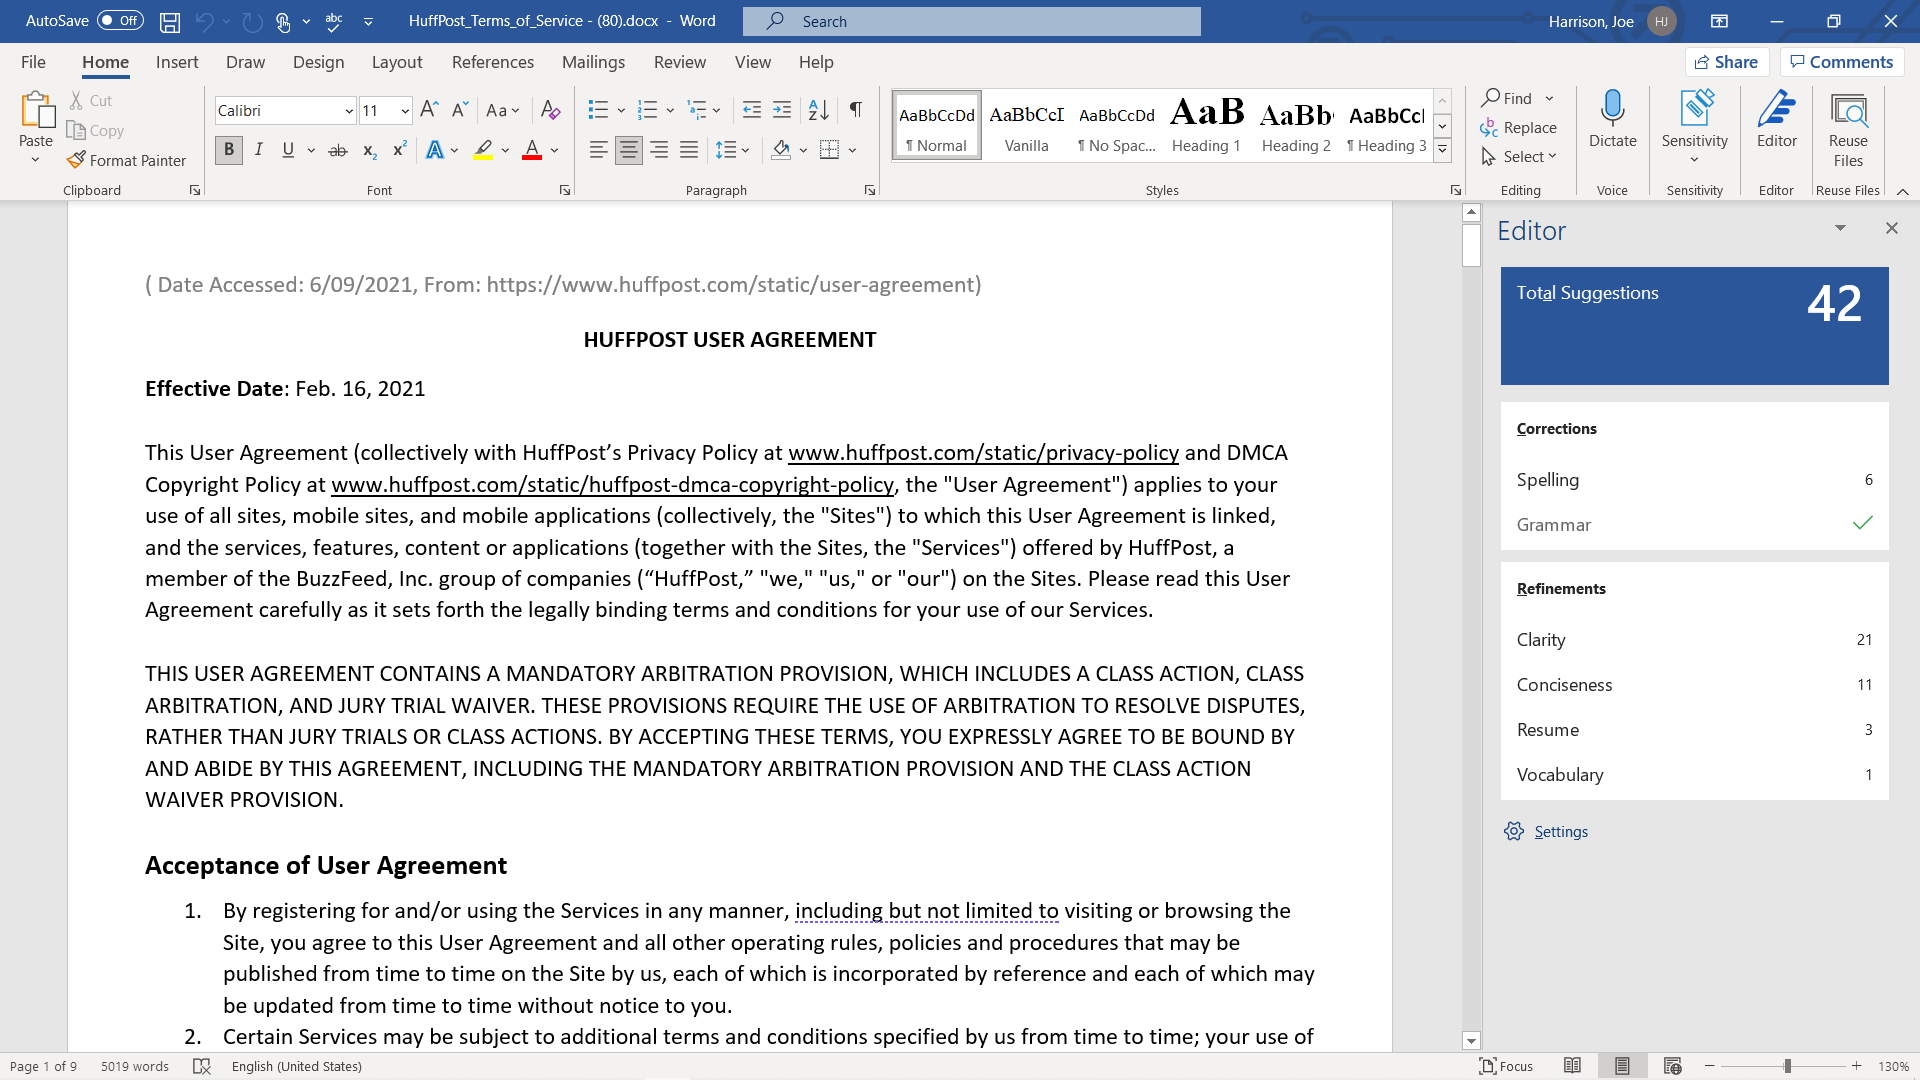 AutoSave Off abc HuffPost_Terms_of_Service - (80).docx - Word Search Harrison, Joe HJ
File Home Insert Draw Design Layout References Mailings Review View Help Share Comments
Paste Cut Copy Format Painter
Clipboard
Calibri 11 A A Aa A
B I U ab x₂ x² A A
Font
Paragraph
AaBbCcDd ¶ Normal
AaBbCcI Vanilla
AaBbCcDd ¶ No Spac...
AaB Heading 1
AaBb Heading 2
AaBbCc ¶ Heading 3
Styles
Find
Replace
Select
Editing
Dictate
Voice
Sensitivity
Sensitivity
Editor
Editor
Reuse Files
Reuse Files
( Date Accessed: 6/09/2021, From: https://www.huffpost.com/static/user-agreement)
HUFFPOST USER AGREEMENT
Effective Date: Feb. 16, 2021
This User Agreement (collectively with HuffPost’s Privacy Policy at www.huffpost.com/static/privacy-policy and DMCA
Copyright Policy at www.huffpost.com/static/huffpost-dmca-copyright-policy, the "User Agreement") applies to your
use of all sites, mobile sites, and mobile applications (collectively, the "Sites") to which this User Agreement is linked,
and the services, features, content or applications (together with the Sites, the "Services") offered by HuffPost, a
member of the BuzzFeed, Inc. group of companies (“HuffPost,” "we," "us," or "our") on the Sites. Please read this User
Agreement carefully as it sets forth the legally binding terms and conditions for your use of our Services.
THIS USER AGREEMENT CONTAINS A MANDATORY ARBITRATION PROVISION, WHICH INCLUDES A CLASS ACTION, CLASS
ARBITRATION, AND JURY TRIAL WAIVER. THESE PROVISIONS REQUIRE THE USE OF ARBITRATION TO RESOLVE DISPUTES,
RATHER THAN JURY TRIALS OR CLASS ACTIONS. BY ACCEPTING THESE TERMS, YOU EXPRESSLY AGREE TO BE BOUND BY
AND ABIDE BY THIS AGREEMENT, INCLUDING THE MANDATORY ARBITRATION PROVISION AND THE CLASS ACTION
WAIVER PROVISION.
Acceptance of User Agreement
1. By registering for and/or using the Services in any manner, including but not limited to visiting or browsing the
Site, you agree to this User Agreement and all other operating rules, policies and procedures that may be
published from time to time on the Site by us, each of which is incorporated by reference and each of which may
be updated from time to time without notice to you.
2. Certain Services may be subject to additional terms and conditions specified by us from time to time; your use of
Editor
Total Suggestions 42
Corrections
Spelling 6
Grammar
Refinements
Clarity 21
Conciseness 11
Resume 3
Vocabulary 1
Settings
Page 1 of 9 5019 words English (United States) Focus 130%